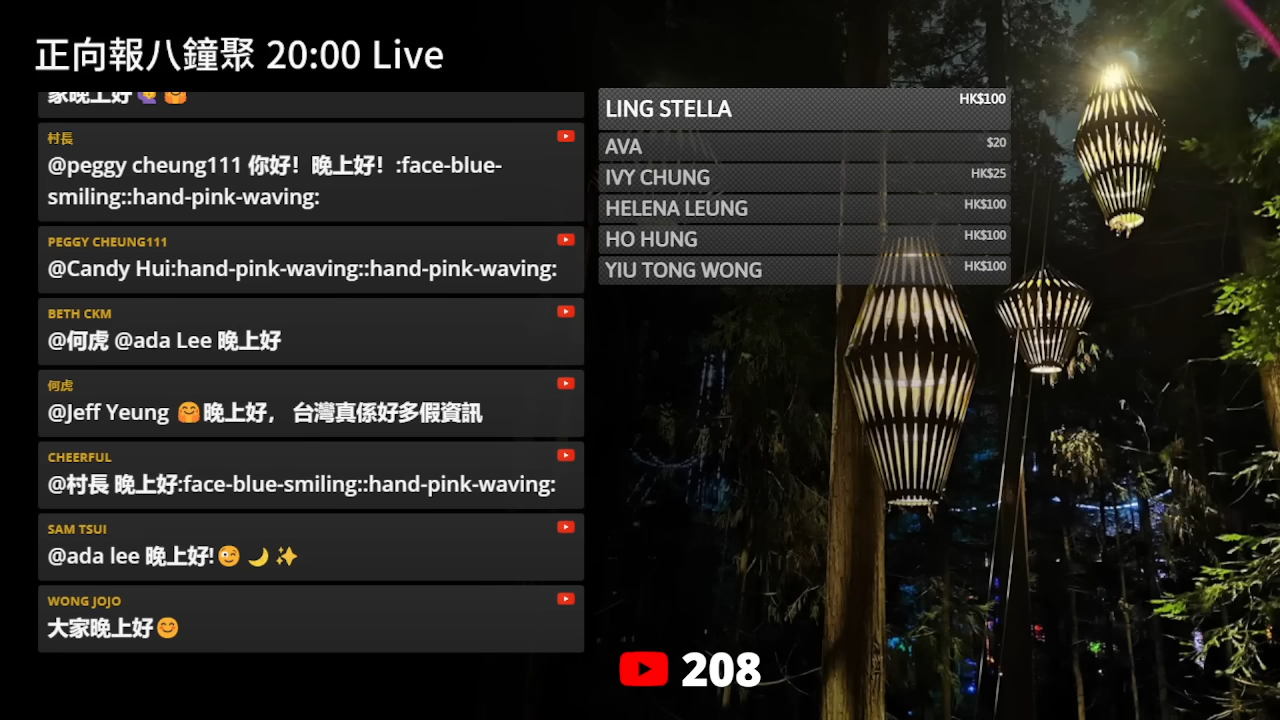 正向報八鐘聚 20:00 Live
家晚上好🙋‍♀️🤗
村長
@peggy cheung111 你好！晚上好！:face-blue-
smiling::hand-pink-waving:
PEGGY CHEUNG111
@Candy Hui:hand-pink-waving::hand-pink-waving:
BETH CKM
@何虎 @ada Lee 晚上好
何虎
@Jeff Yeung 🤗晚上好， 台灣真係好多假資訊
CHEERFUL
@村長 晚上好:face-blue-smiling::hand-pink-waving:
SAM TSUI
@ada lee 晚上好!😉🌙✨
WONG JOJO
大家晚上好😊
LING STELLA HK$100
AVA $20
IVY CHUNG HK$25
HELENA LEUNG HK$100
HO HUNG HK$100
YIU TONG WONG HK$100
208